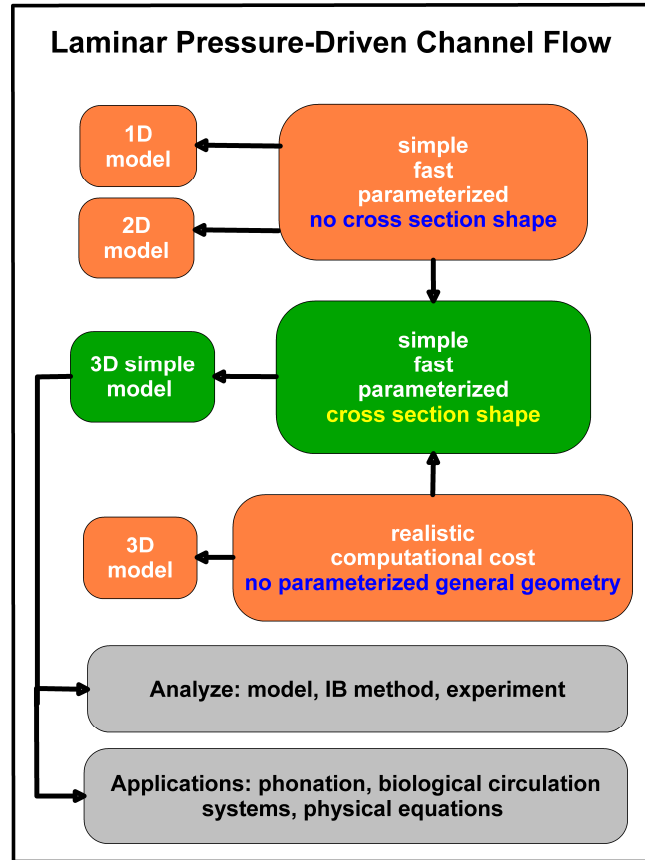 Laminar Pressure-Driven Channel Flow
1D
model
simple
fast
parameterized
no cross section shape
2D
model
3D simple
model
simple
fast
parameterized
cross section shape
3D
model
realistic
computational cost
no parameterized general geometry
Analyze: model, IB method, experiment
Applications: phonation, biological circulation
systems, physical equations